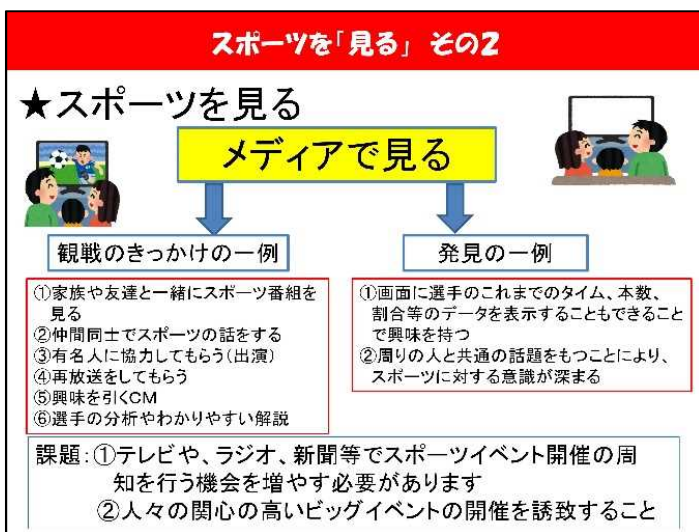 スポーツを「見る」 その2
★スポーツを見る
メディアで見る
観戦のきっかけの一例
①家族や友達と一緒にスポーツ番組を
見る
②仲間同士でスポーツの話をする
③有名人に協力してもらう(出演)
④再放送をしてもらう
⑤興味を引くCM
⑥選手の分析やわかりやすい解説
発見の一例
①画面に選手のこれまでのタイム、本数、
割合等のデータを表示することもできること
で興味を持つ
②周りの人と共通の話題をもつことにより、
スポーツに対する意識が深まる
課題:①テレビや、ラジオ、新聞等でスポーツイベント開催の周
知を行う機会を増やす必要があります
②人々の関心の高いビッグイベントの開催を誘致すること